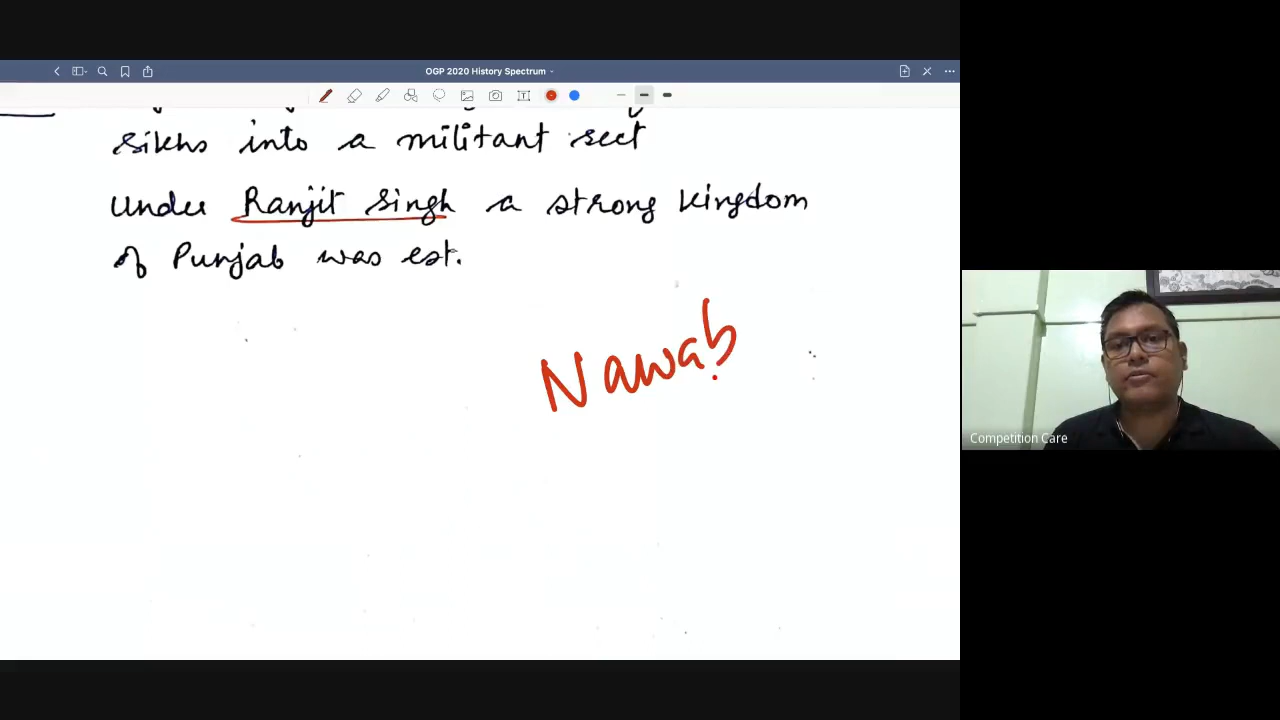 OGP 2020 History Spectrum
sikhs into a militant sect
Under Ranjit Singh a strong kingdom
of Punjab was est.
Nawab
Competition Care